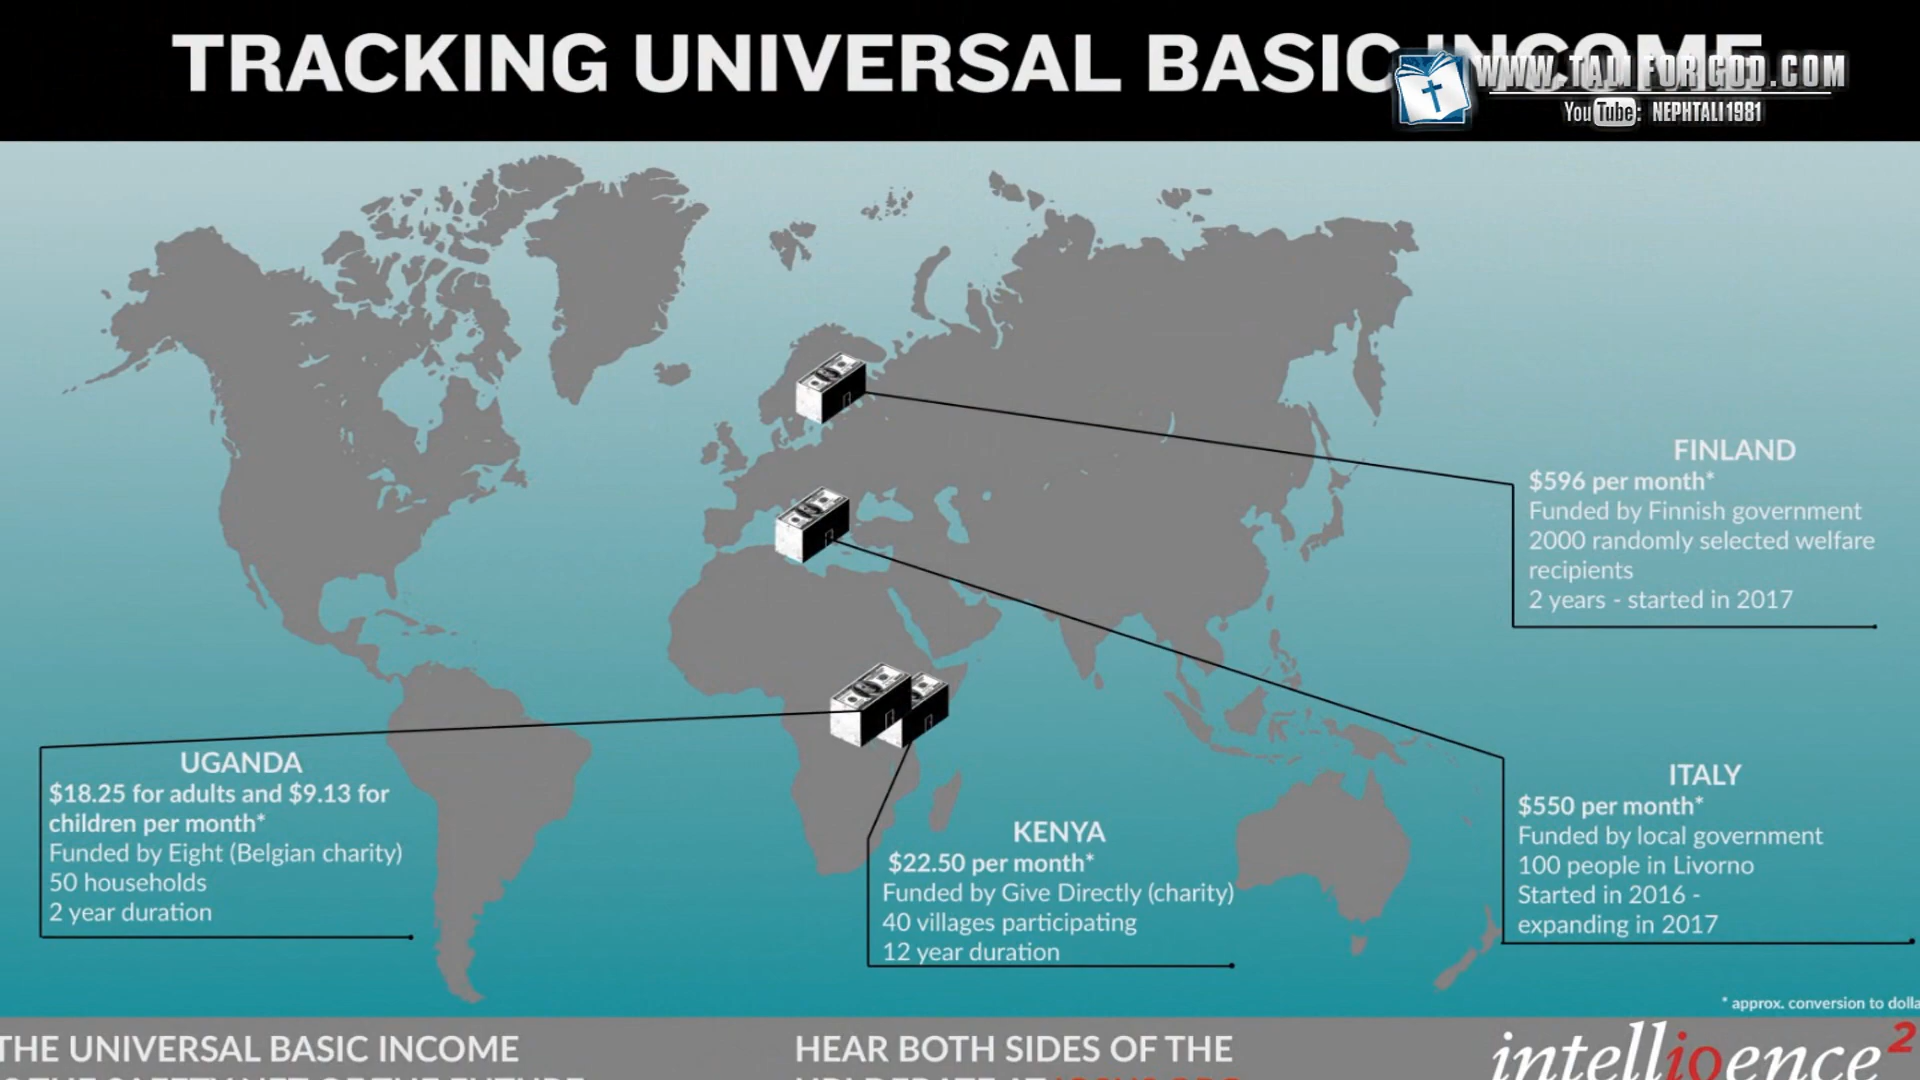 TRACKING UNIVERSAL BASIC INCOME
WWW.TALIFORGOD.COM
YouTube: NEPHTALI1981
FINLAND
$596 per month*
Funded by Finnish government
2000 randomly selected welfare
recipients
2 years - started in 2017
UGANDA
$18.25 for adults and $9.13 for
children per month*
Funded by Eight (Belgian charity)
50 households
2 year duration
KENYA
$22.50 per month*
Funded by Give Directly (charity)
40 villages participating
12 year duration
ITALY
$550 per month*
Funded by local government
100 people in Livorno
Started in 2016 -
expanding in 2017
* approx. conversion to
THE UNIVERSAL BASIC INCOME
HEAR BOTH SIDES OF THE
intelligence²